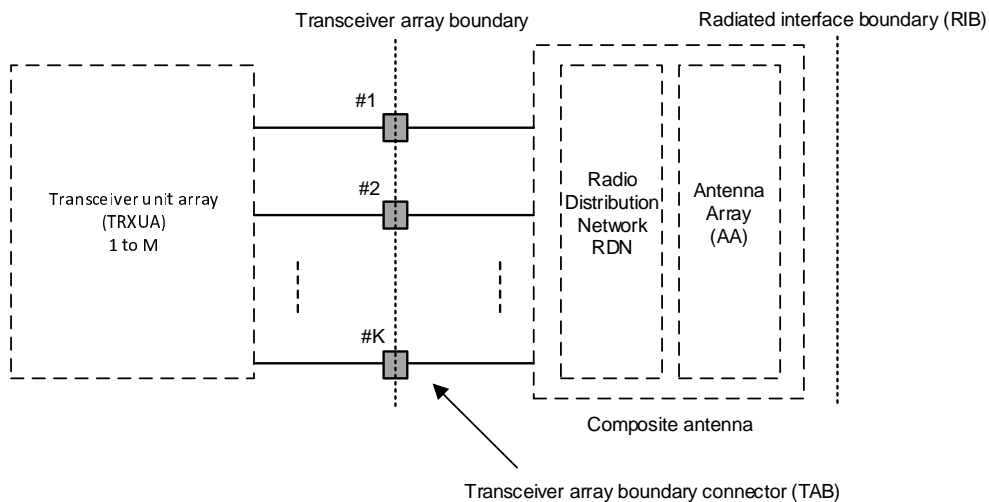 Transceiver array boundary
Radiated interface boundary (RIB)
#1
#2
#K
Transceiver unit array
(TRXUA)
1 to M
Radio
Distribution
Network
RDN
Antenna
Array
(AA)
Composite antenna
Transceiver array boundary connector (TAB)